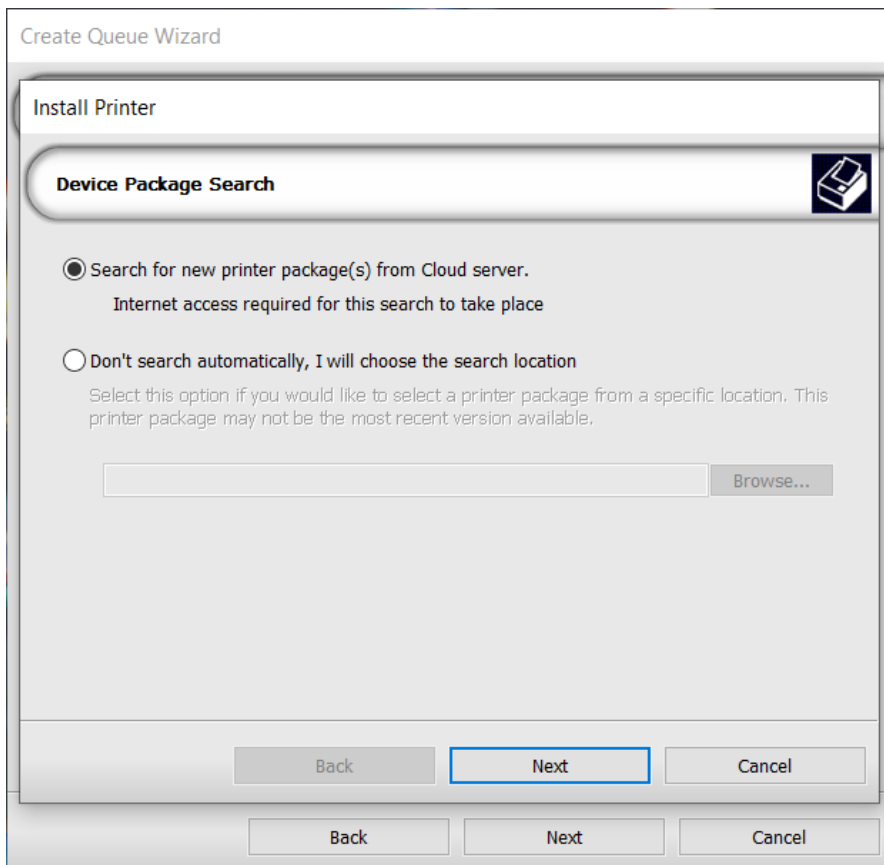 Create Queue Wizard
Install Printer
Device Package Search
Search for new printer package(s) from Cloud server.
Internet access required for this search to take place
Don't search automatically, I will choose the search location
Select this option if you would like to select a printer package from a specific location. This
printer package may not be the most recent version available.
Browse...
Back
Next
Cancel
Back
Next
Cancel